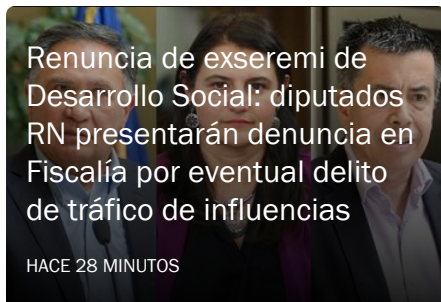 Renuncia de exseremi de
Desarrollo Social: diputados
RN presentarán denuncia en
Fiscalía por eventual delito
de tráfico de influencias
HACE 28 MINUTOS